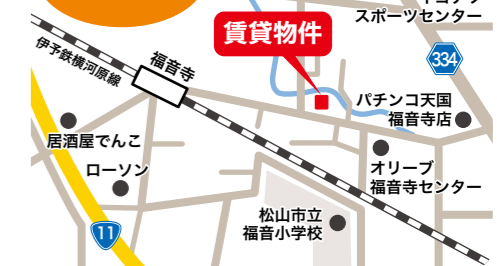 スポーツセンター
賃貸物件
334
伊予鉄横河原線
福音寺
パチンコ天国
福音寺店
居酒屋でんこ
ローソン
オリーブ
福音寺センター
松山市立
福音小学校
11